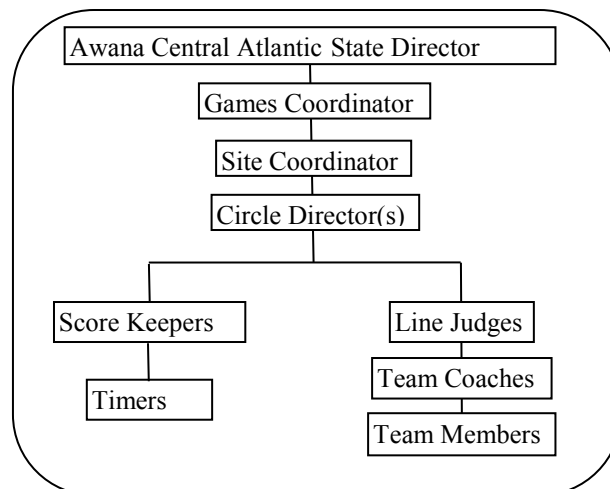 Awana Central Atlantic State Director
Games Coordinator
Site Coordinator
Circle Director(s)
Score Keepers
Line Judges
Timers
Team Coaches
Team Members